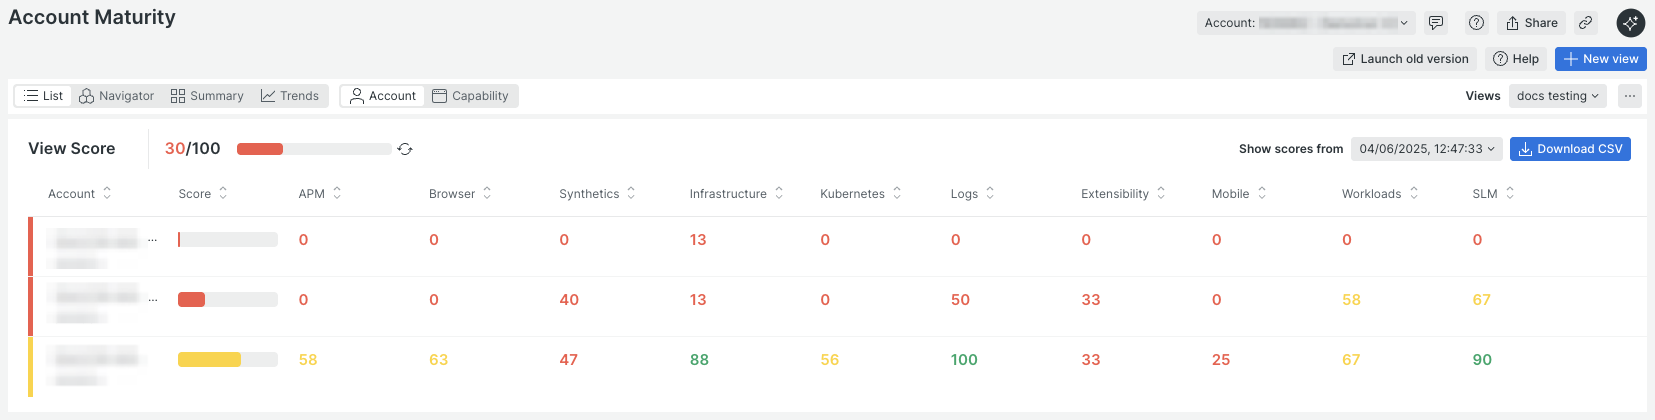 Account Maturity
Account:
Share
Launch old version
Help
New view
List Navigator Summary Trends Account Capability
Views docs testing
View Score 30/100
Show scores from 04/06/2025, 12:47:33 Download CSV
Account Score APM Browser Synthetics Infrastructure Kubernetes Logs Extensibility Mobile Workloads SLM
... 0 0 0 13 0 0 0 0 0 0
... 0 0 40 13 0 50 33 0 58 67
58 63 47 88 56 100 33 25 67 90